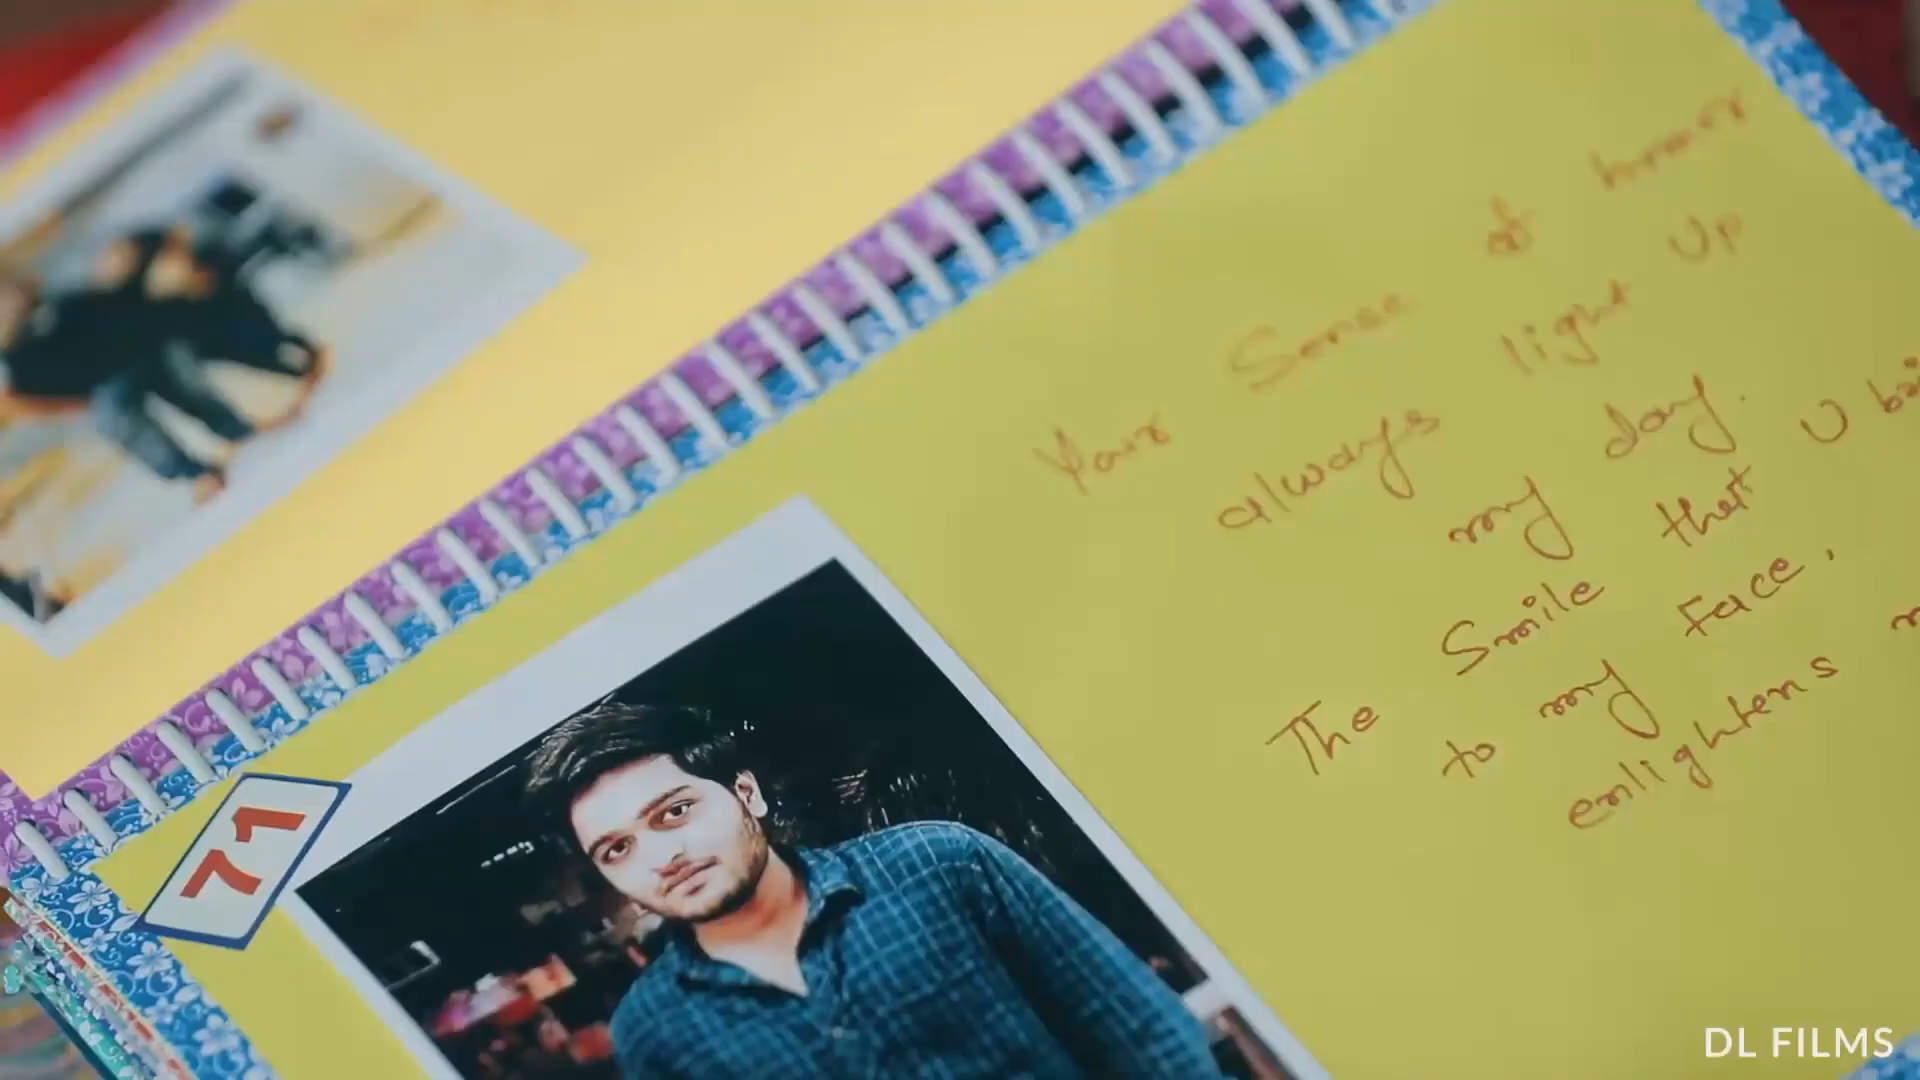 Your Sense of humor
always light up
my day.
The Smile that U
to my Face,
enlightens
71
DL FILMS